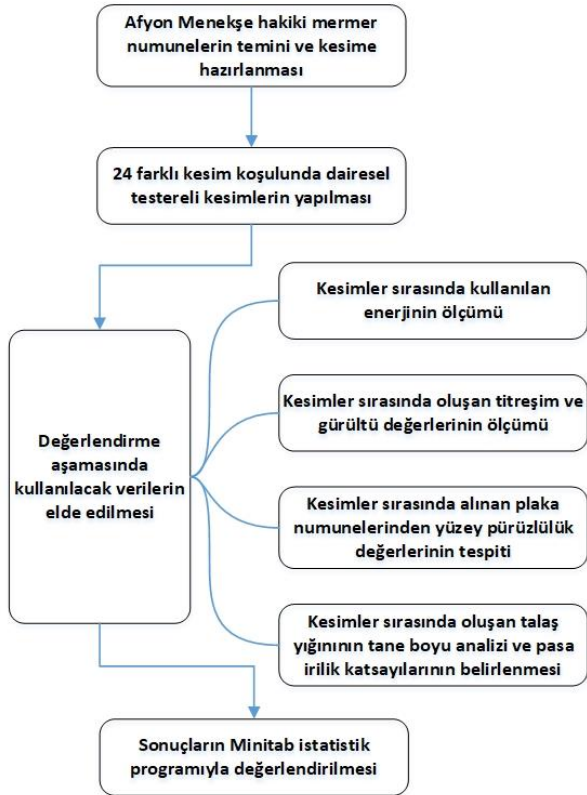 Afyon Menekşe hakiki mermer
numunelerin temini ve kesime
hazırlanması
24 farklı kesim koşulunda dairesel
testereli kesimlerin yapılması
Değerlendirme
aşamasında
kullanılacak verilerin
elde edilmesi
Kesimler sırasında kullanılan
enerjinin ölçümü
Kesimler sırasında oluşan titreşim ve
gürültü değerlerinin ölçümü
Kesimler sırasında alınan plaka
numunelerinden yüzey pürüzlülük
değerlerinin tespiti
Kesimler sırasında oluşan talaş
yığınının tane boyu analizi ve pasa
irilik katsayılarının belirlenmesi
Sonuçların Minitab istatistik
programıyla değerlendirilmesi